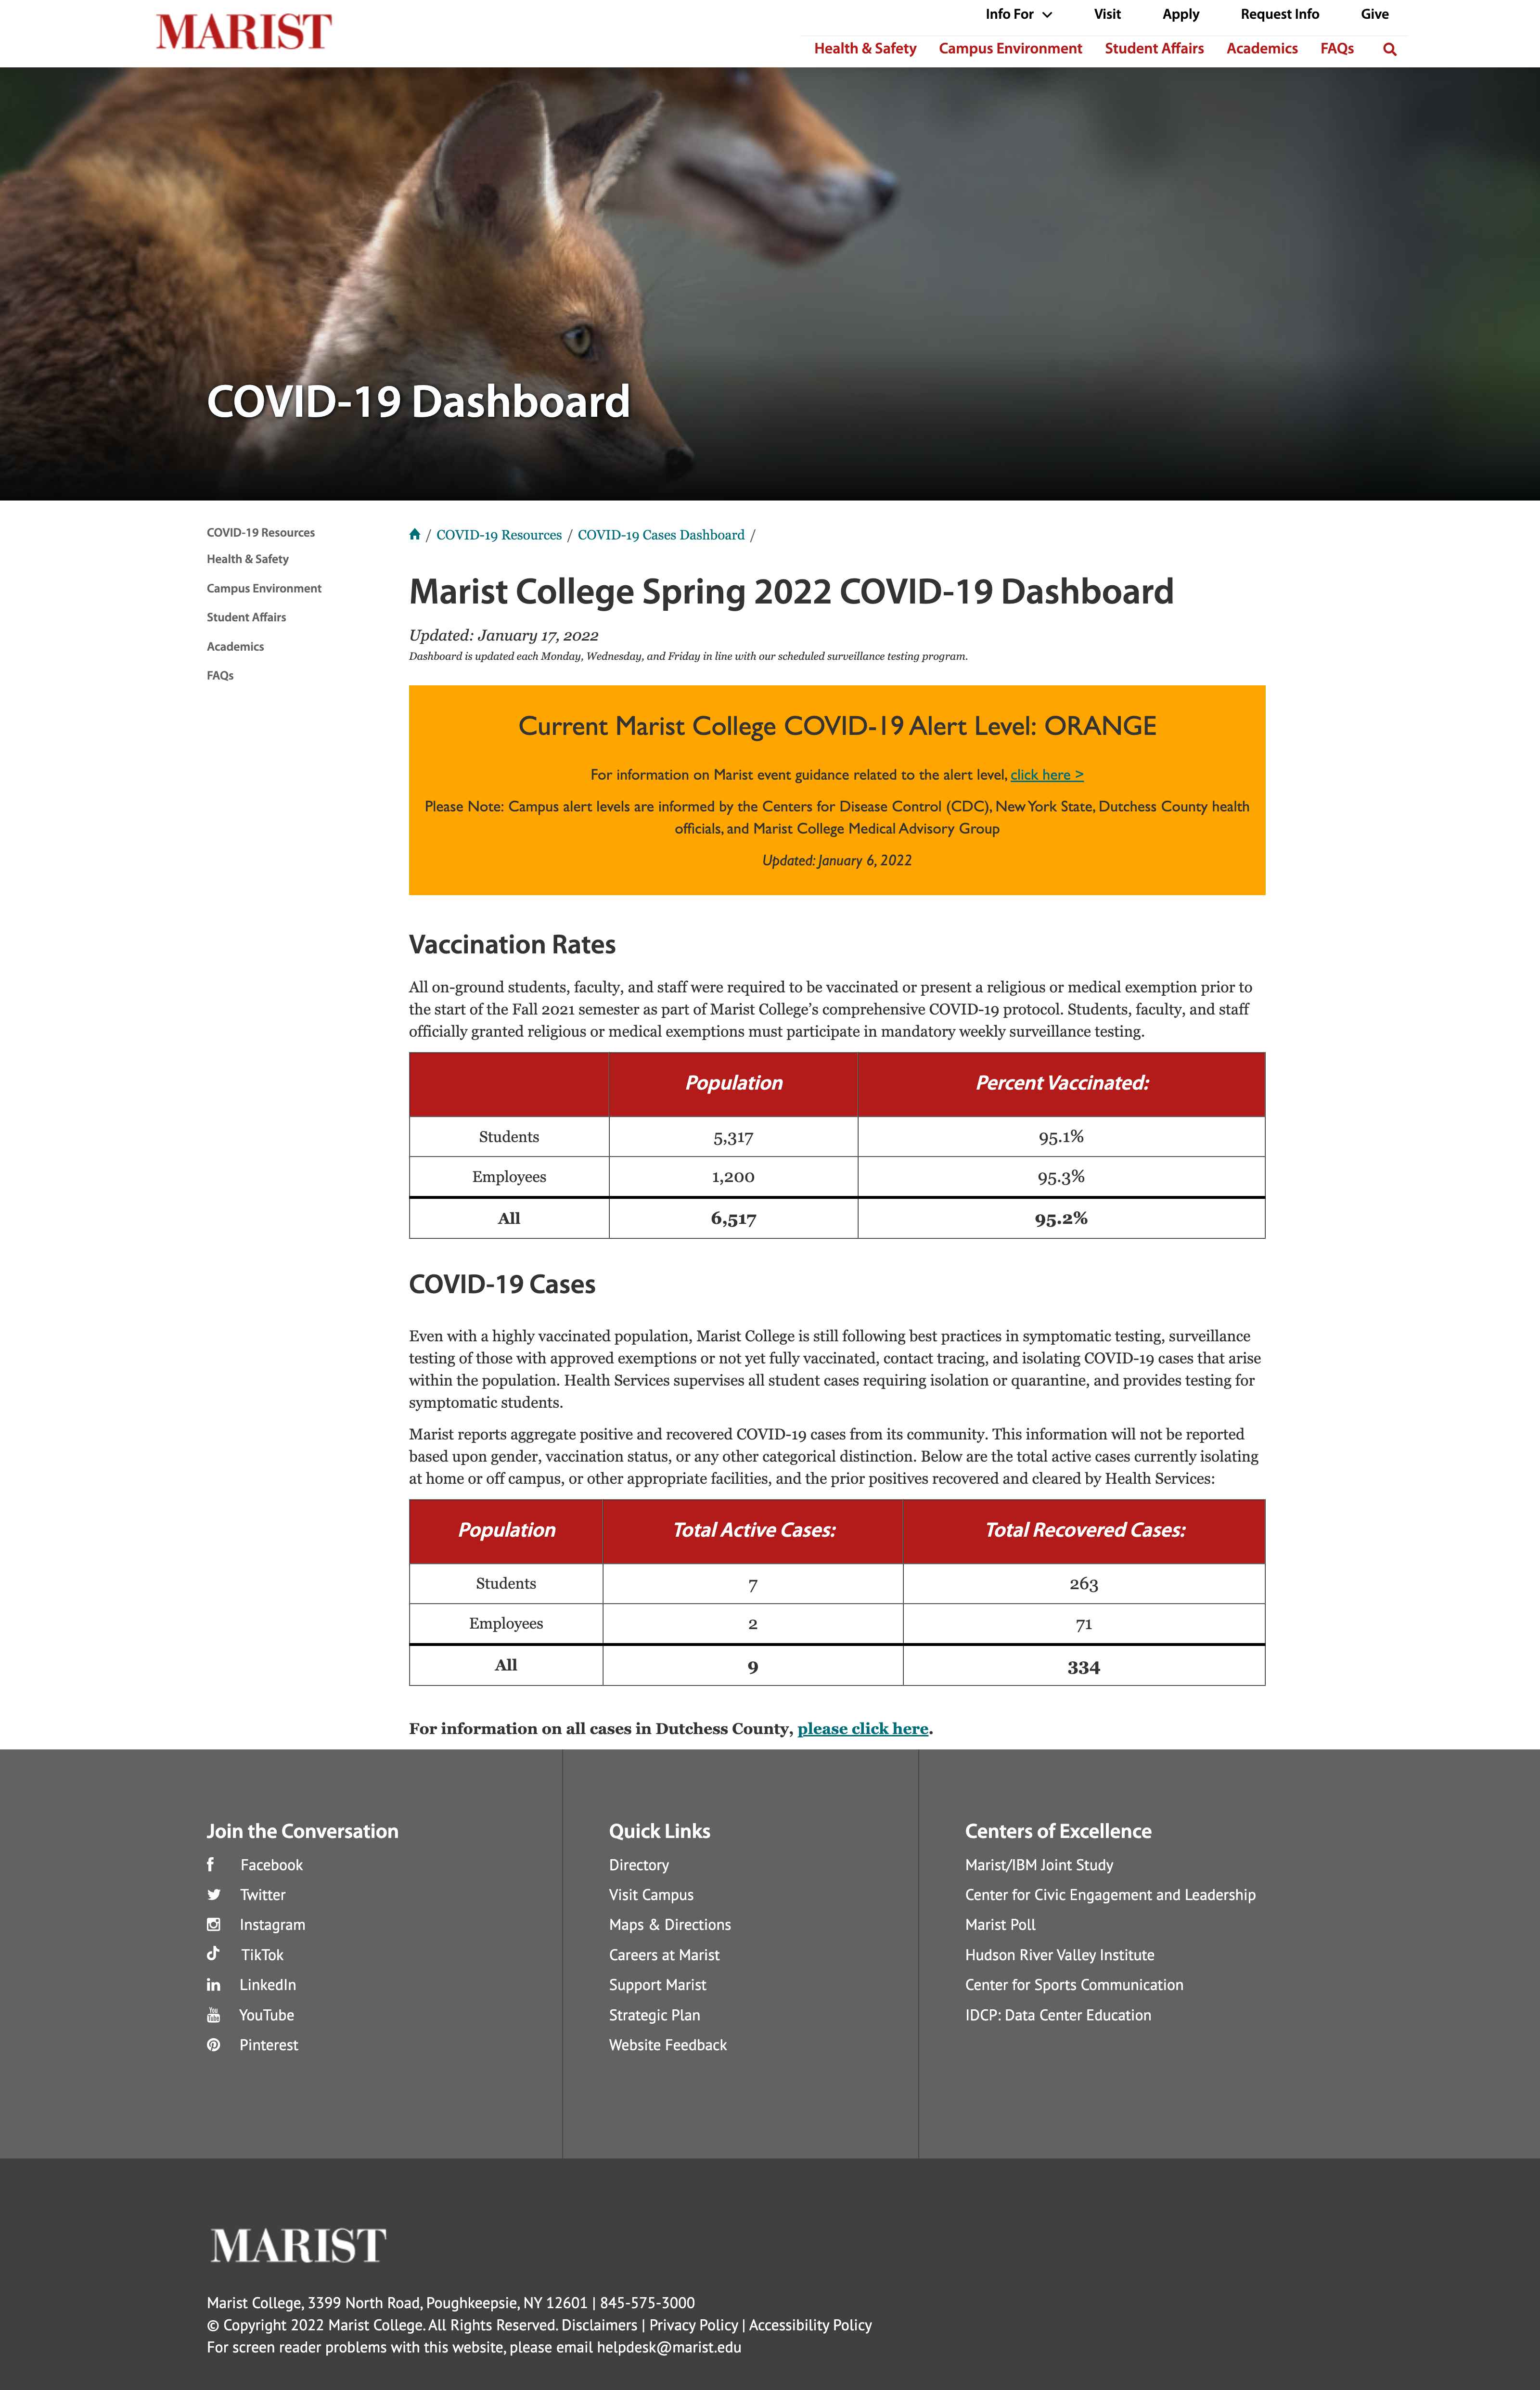 MARIST
Info For Visit Apply Request Info Give
Health & Safety Campus Environment Student Affairs Academics FAQs
COVID-19 Dashboard
COVID-19 Resources
Health & Safety
Campus Environment
Student Affairs
Academics
FAQs
/ COVID-19 Resources / COVID-19 Cases Dashboard /
Marist College Spring 2022 COVID-19 Dashboard
Updated: January 17, 2022
Dashboard is updated each Monday, Wednesday, and Friday in line with our scheduled surveillance testing program.
Current Marist College COVID-19 Alert Level: ORANGE
For information on Marist event guidance related to the alert level, click here >
Please Note: Campus alert levels are informed by the Centers for Disease Control (CDC), New York State, Dutchess County health
officials, and Marist College Medical Advisory Group
Updated: January 6, 2022
Vaccination Rates
All on-ground students, faculty, and staff were required to be vaccinated or present a religious or medical exemption prior to
the start of the Fall 2021 semester as part of Marist College’s comprehensive COVID-19 protocol. Students, faculty, and staff
officially granted religious or medical exemptions must participate in mandatory weekly surveillance testing.
Population Percent Vaccinated:
Students 5,317 95.1%
Employees 1,200 95.3%
All 6,517 95.2%
COVID-19 Cases
Even with a highly vaccinated population, Marist College is still following best practices in symptomatic testing, surveillance
testing of those with approved exemptions or not yet fully vaccinated, contact tracing, and isolating COVID-19 cases that arise
within the population. Health Services supervises all student cases requiring isolation or quarantine, and provides testing for
symptomatic students.
Marist reports aggregate positive and recovered COVID-19 cases from its community. This information will not be reported
based upon gender, vaccination status, or any other categorical distinction. Below are the total active cases currently isolating
at home or off campus, or other appropriate facilities, and the prior positives recovered and cleared by Health Services:
Population Total Active Cases: Total Recovered Cases:
Students 7 263
Employees 2 71
All 9 334
For information on all cases in Dutchess County, please click here.
Join the Conversation
Facebook
Twitter
Instagram
TikTok
LinkedIn
YouTube
Pinterest
Quick Links
Directory
Visit Campus
Maps & Directions
Careers at Marist
Support Marist
Strategic Plan
Website Feedback
Centers of Excellence
Marist/IBM Joint Study
Center for Civic Engagement and Leadership
Marist Poll
Hudson River Valley Institute
Center for Sports Communication
IDCP: Data Center Education
MARIST
Marist College, 3399 North Road, Poughkeepsie, NY 12601 | 845-575-3000
© Copyright 2022 Marist College. All Rights Reserved. Disclaimers | Privacy Policy | Accessibility Policy
For screen reader problems with this website, please email helpdesk@marist.edu